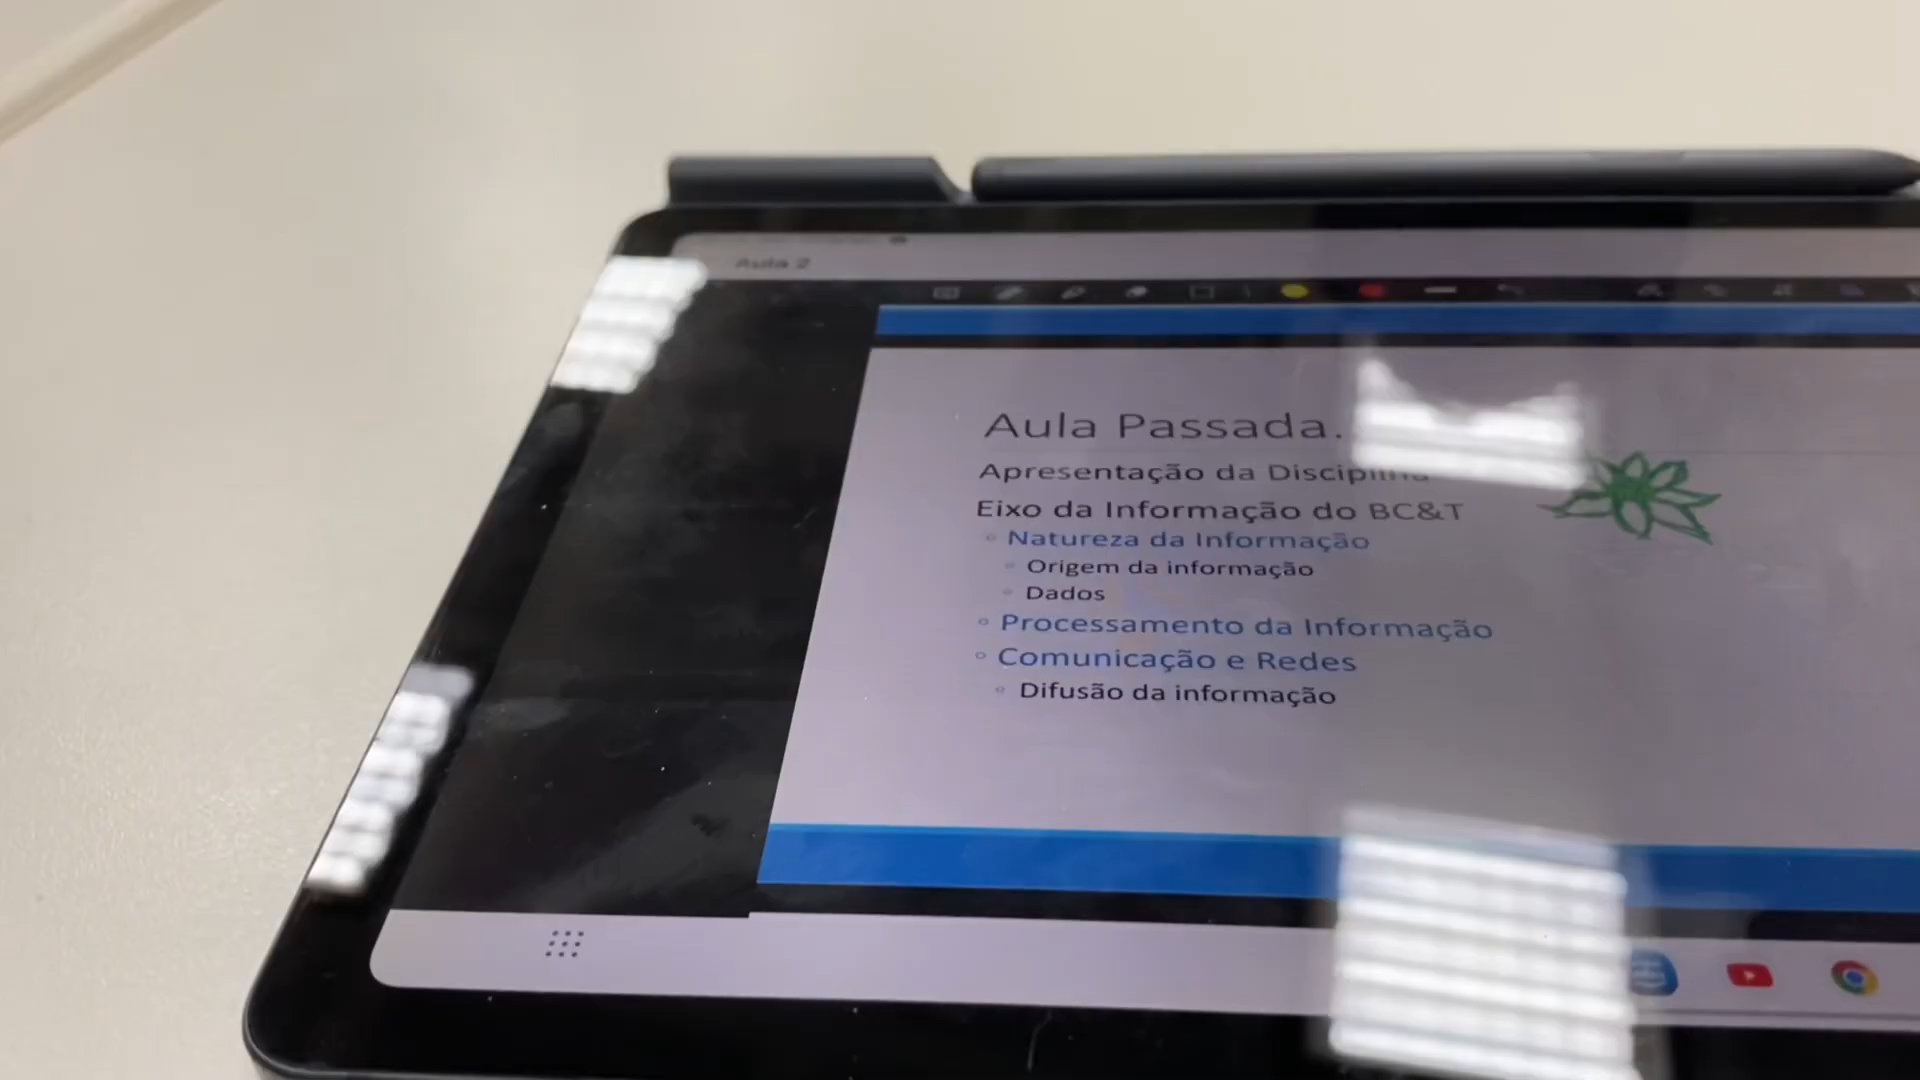 Aula 2
Aula Passada.
Apresentação da Disciplina
Eixo da Informação do BC&T
Natureza da Informação
Origem da informação
Dados
Processamento da Informação
Comunicação e Redes
Difusão da informação